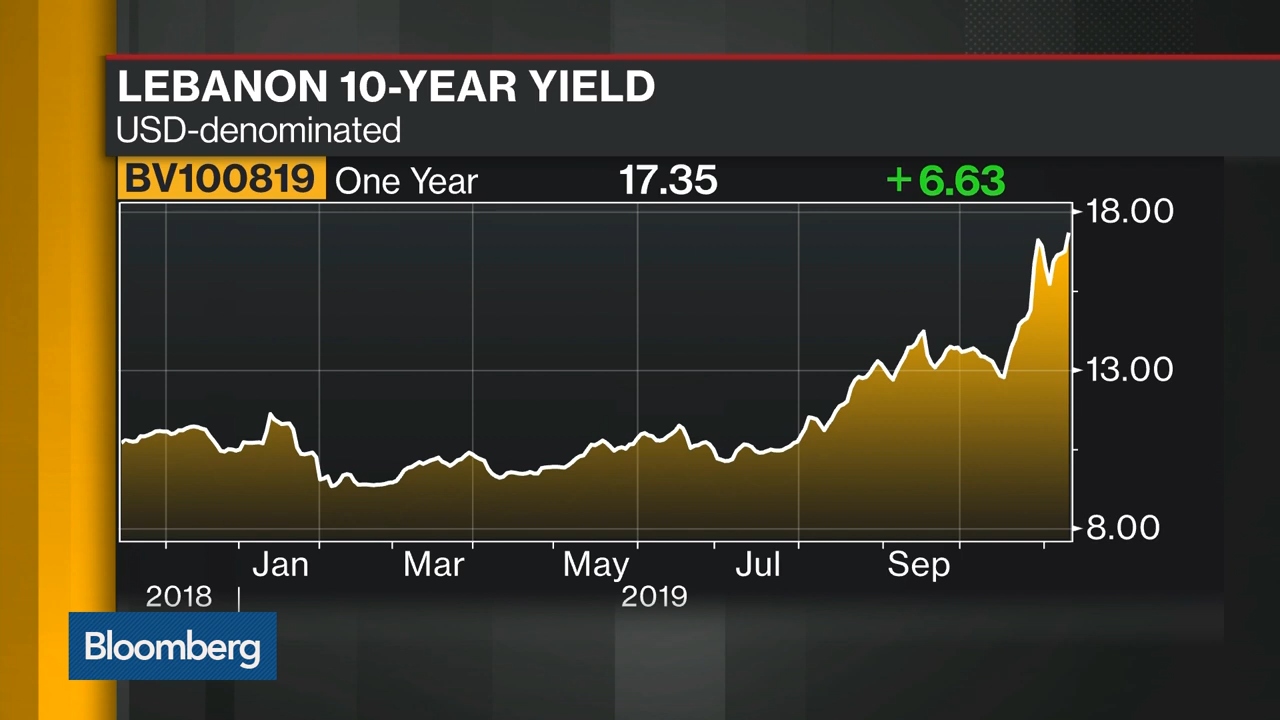 LEBANON 10-YEAR YIELD
USD-denominated
BV100819 One Year 17.35 +6.63
18.00
13.00
8.00
Jan Mar May Jul Sep
2018 2019
Bloomberg